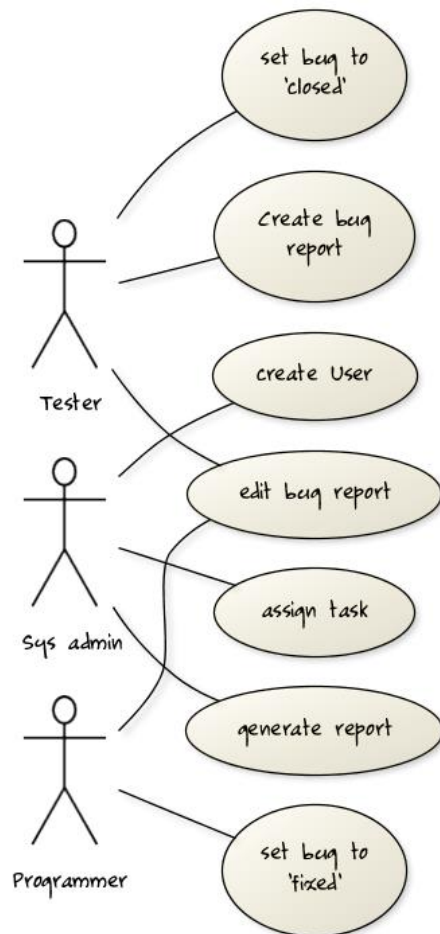 set bug to
'closed'
Create bug
report
Tester
create User
edit bug report
Sys admin
assign task
generate report
Programmer
set bug to
'fixed'